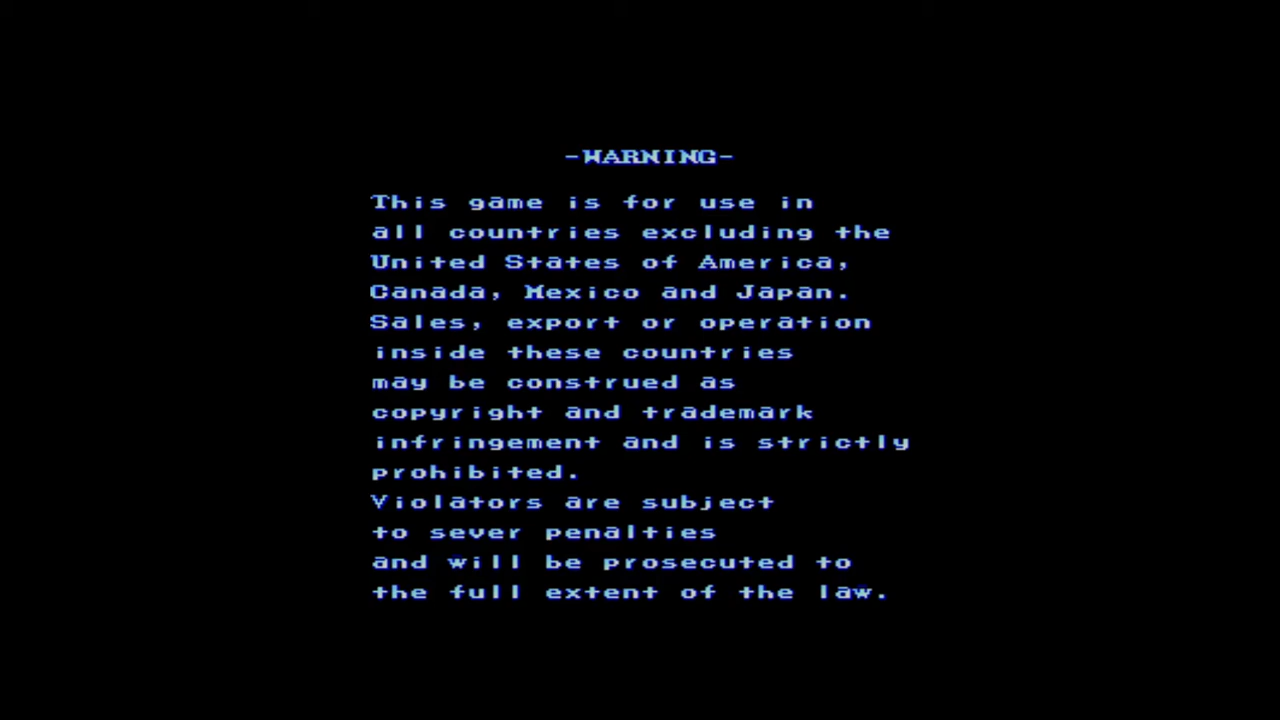 -WARNING-
This game is for use in
all countries excluding the
United States of America,
Canada, Mexico and Japan.
Sales, export or operation
inside these countries
may be construed as
copyright and trademark
infringement and is strictly
prohibited.
Violators are subject
to sever penalties
and will be prosecuted to
the full extent of the law.